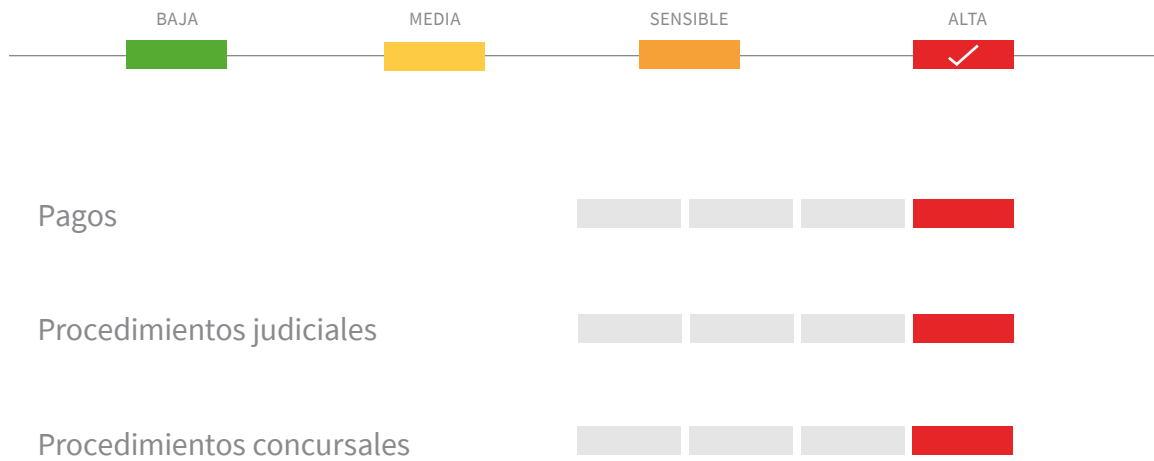 BAJA MEDIA SENSIBLE ALTA
Pagos
Procedimientos judiciales
Procedimientos concursales